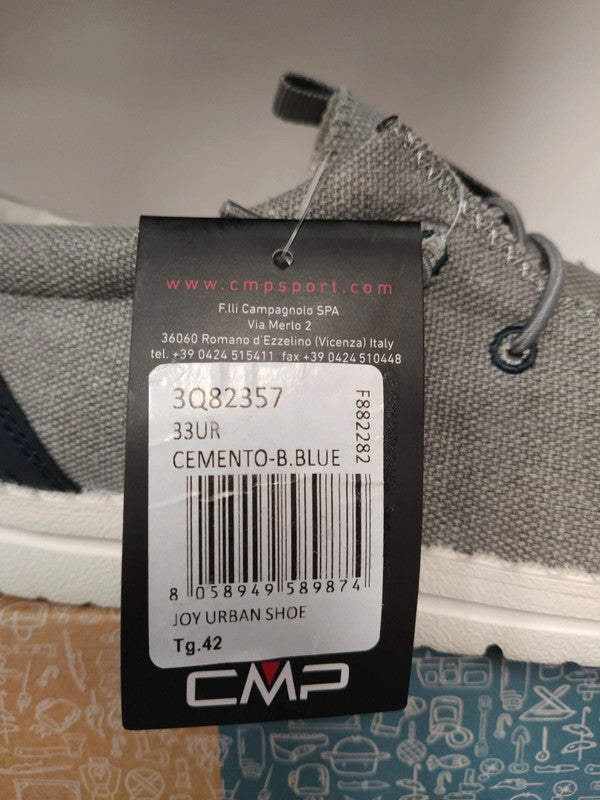 www.cmpsport.com
F.lli Campagnolo SPA
Via Merlo 2
36060 Romano d'Ezzelino (Vicenza) Italy
tel. +39 0424 515411 fax +39 0424 510448
3Q82357
33UR
CEMENTO-B.BLUE
F882282
8 058949 589874
JOY URBAN SHOE
Tg.42
CMP